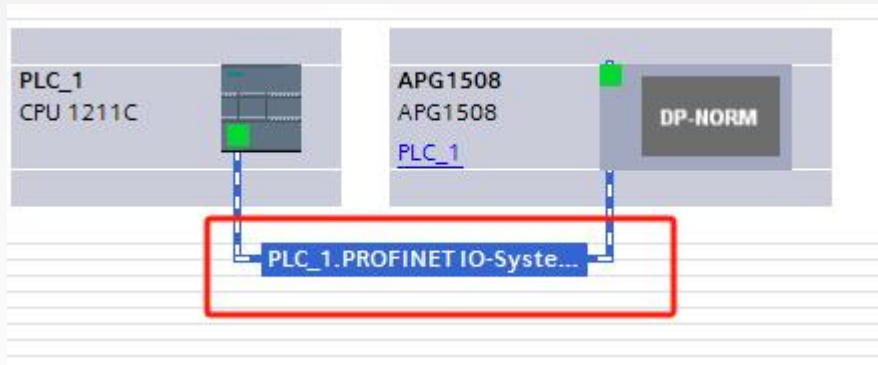 PLC_1
CPU 1211C
APG1508
APG1508
PLC_1
DP-NORM
PLC_1.PROFINET IO-Syste...